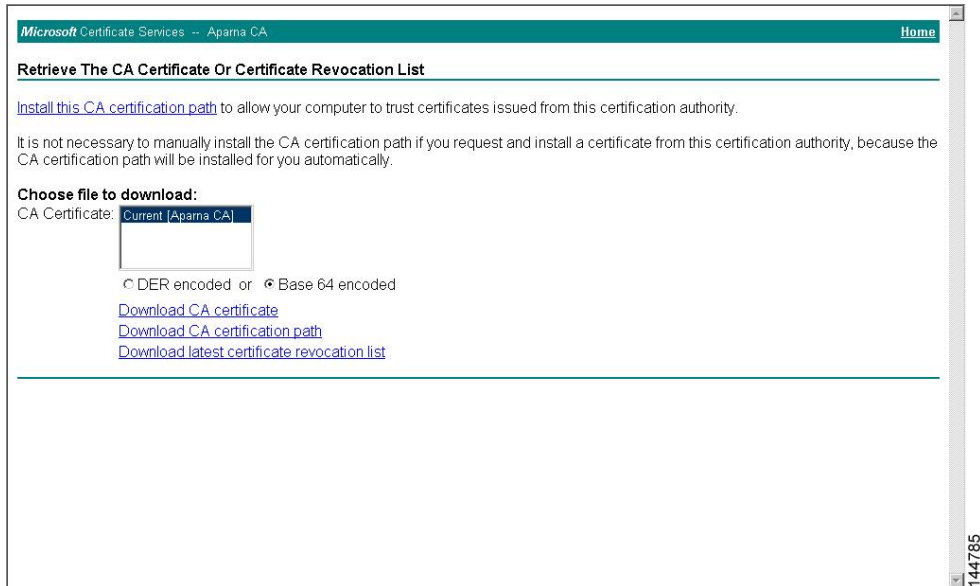 Microsoft Certificate Services -- Aparna CA Home
Retrieve The CA Certificate Or Certificate Revocation List
Install this CA certification path to allow your computer to trust certificates issued from this certification authority.
It is not necessary to manually install the CA certification path if you request and install a certificate from this certification authority, because the
CA certification path will be installed for you automatically.
Choose file to download:
CA Certificate: Current [Aparna CA]
DER encoded or Base 64 encoded
Download CA certificate
Download CA certification path
Download latest certificate revocation list
144785